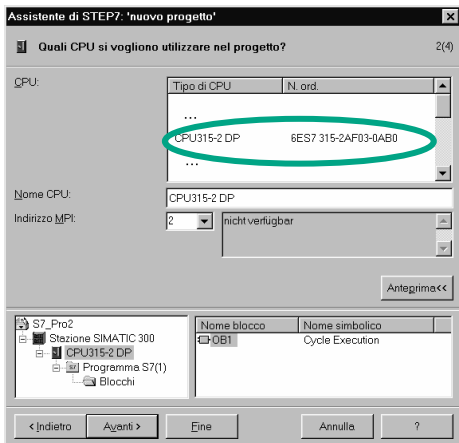 Assistente di STEP7: 'nuovo progetto'
Quali CPU si vogliono utilizzare nel progetto? 2(4)
CPU:
Tipo di CPU N. ord.
...
CPU315-2 DP 6ES7 315-2AF03-0AB0
...
Nome CPU: CPU315-2 DP
Indirizzo MPI: 2 nicht verfügbar
Anteprima<<
S7_Pro2
Stazione SIMATIC 300
CPU315-2 DP
Programma S7(1)
Blocchi
Nome blocco Nome simbolico
OB1 Cycle Execution
< Indietro Avanti > Fine Annulla ?